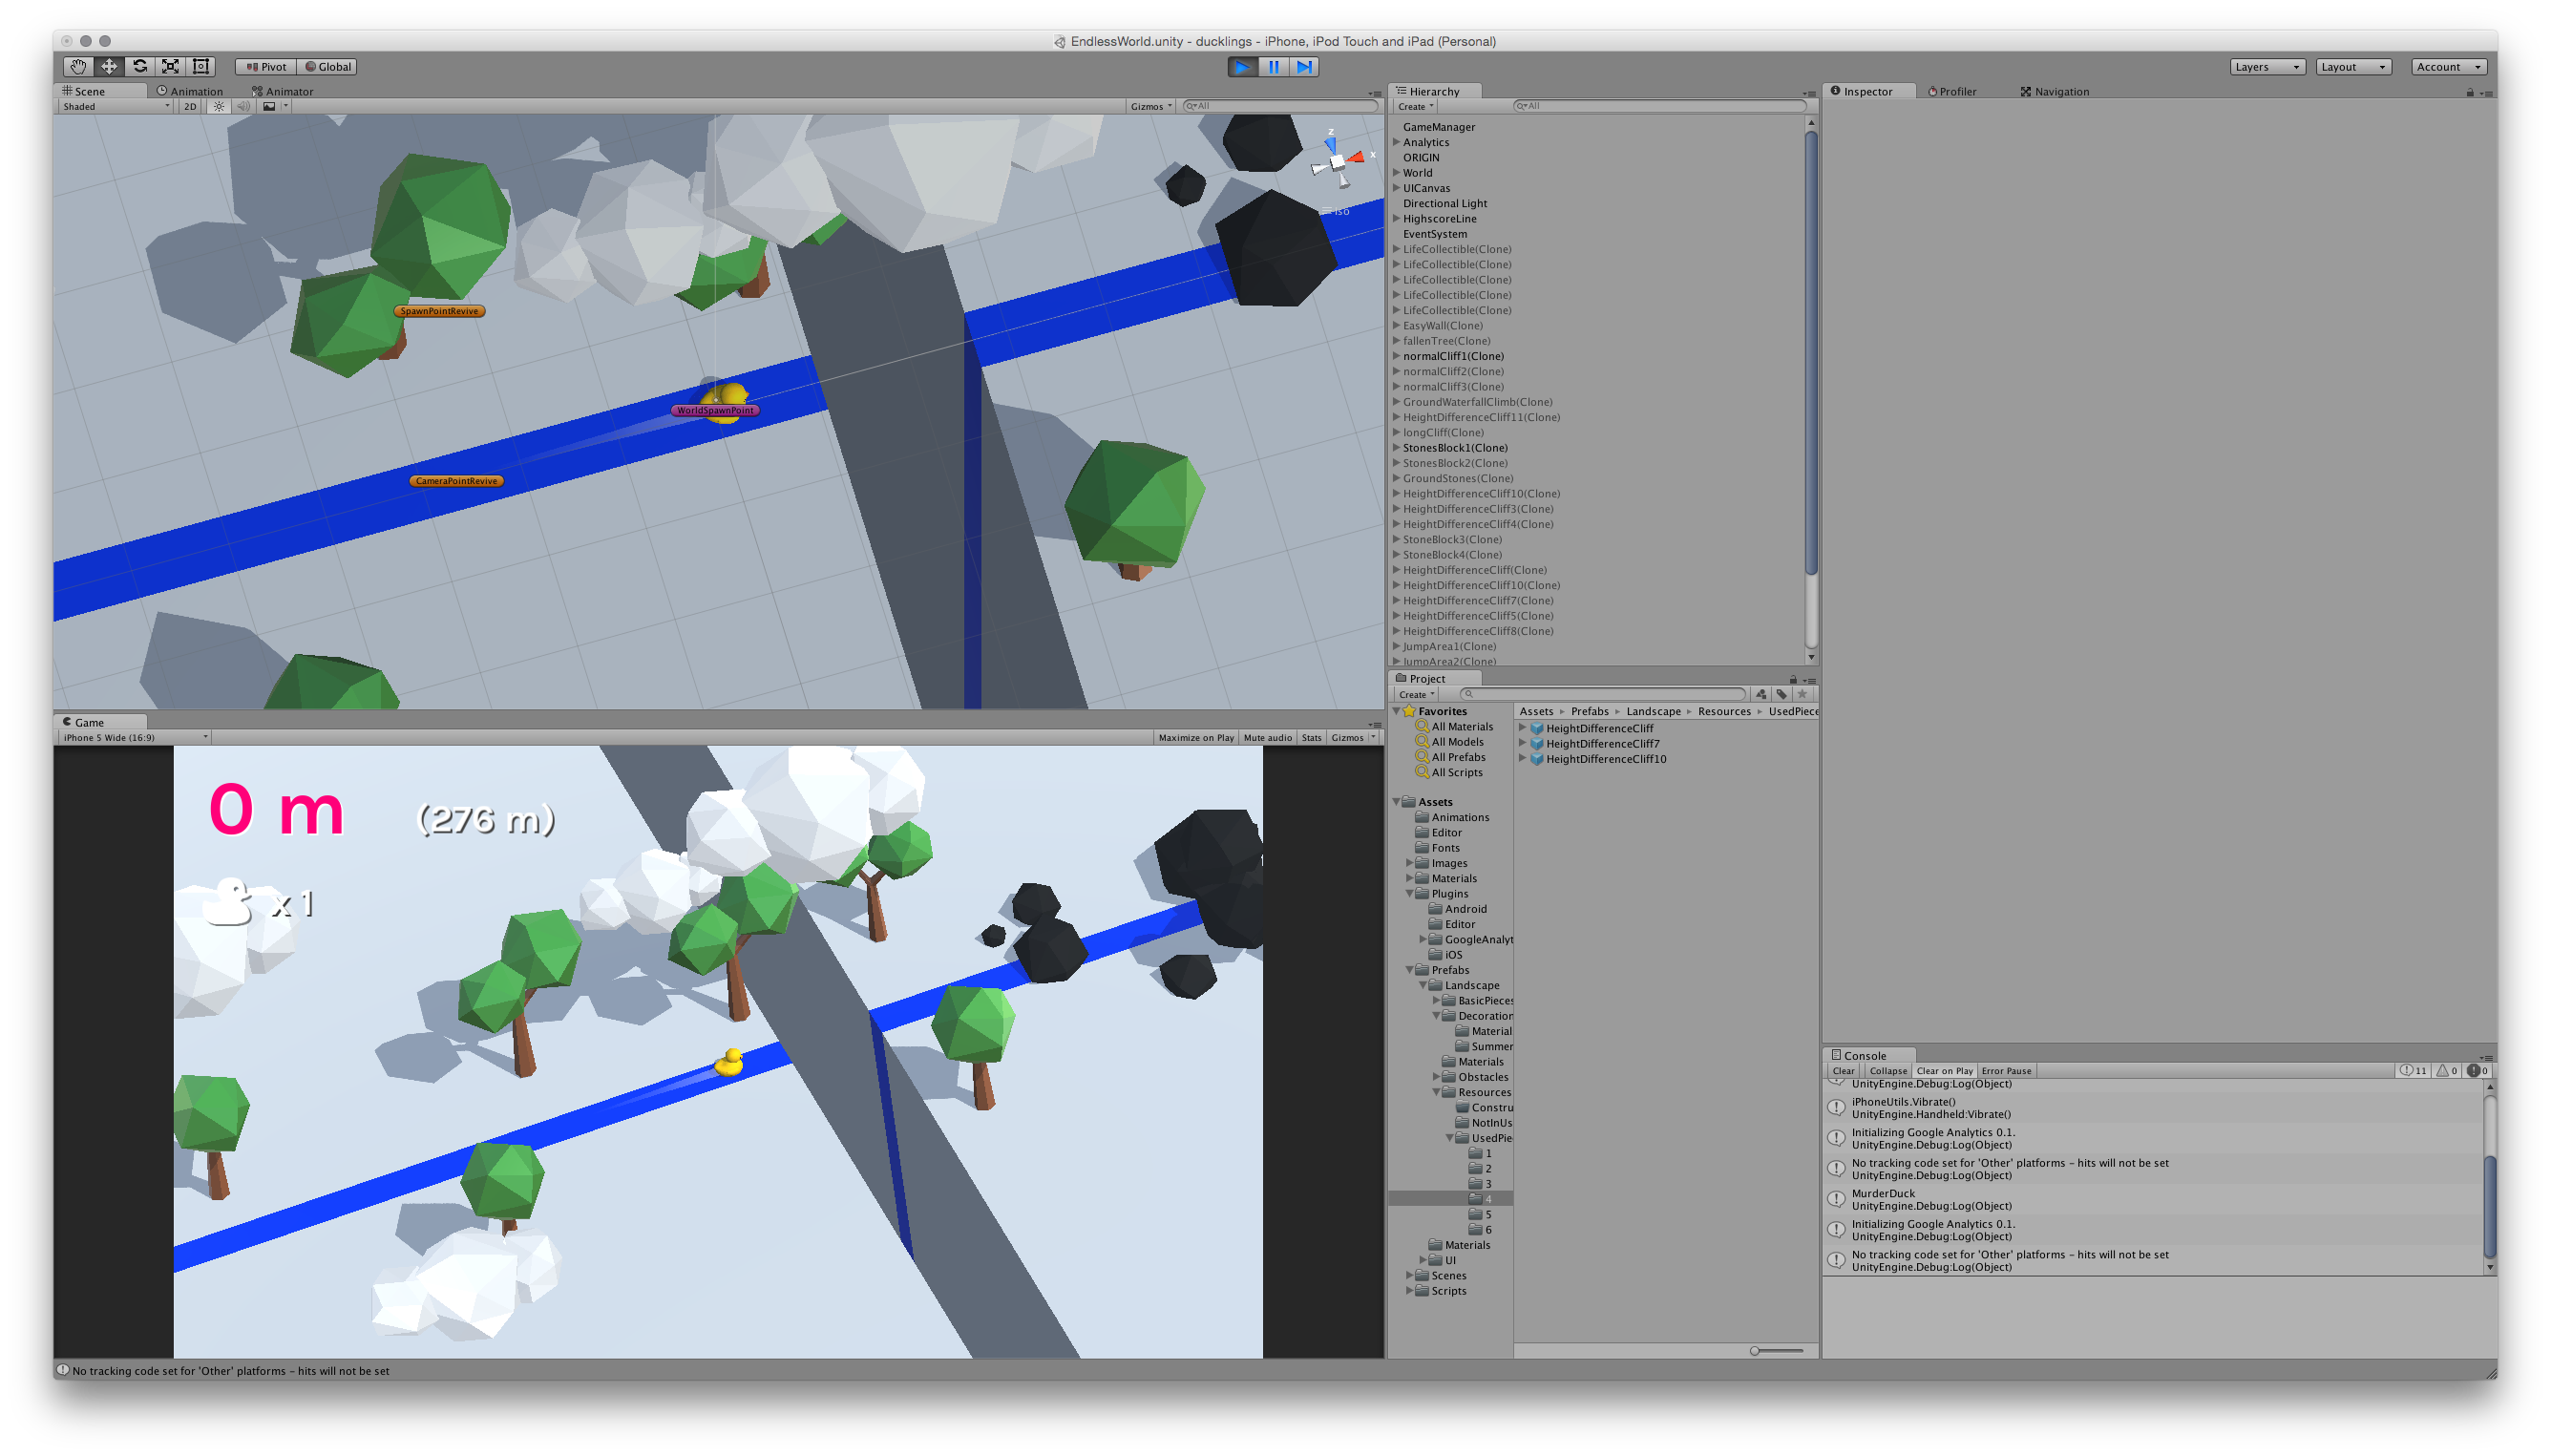 EndlessWorld.unity - ducklings - iPhone, iPod Touch and iPad (Personal)
Pivot Global
Layers Layout Account
Scene Animation Animator
Shaded 2D Gizmos All
z
x
Iso
SpawnPointRevive
WorldSpawnPoint
CameraPointRevive
Game
iPhone 5 Wide (16:9) Maximize on Play Mute audio Stats Gizmos
0 m (276 m)
x 1
Hierarchy
Create All
GameManager
Analytics
ORIGIN
World
UICanvas
Directional Light
HighscoreLine
EventSystem
LifeCollectible(Clone)
LifeCollectible(Clone)
LifeCollectible(Clone)
LifeCollectible(Clone)
LifeCollectible(Clone)
EasyWall(Clone)
fallenTree(Clone)
normalCliff1(Clone)
normalCliff2(Clone)
normalCliff3(Clone)
GroundWaterfallClimb(Clone)
HeightDifferenceCliff11(Clone)
longCliff(Clone)
StonesBlock1(Clone)
StonesBlock2(Clone)
GroundStones(Clone)
HeightDifferenceCliff10(Clone)
HeightDifferenceCliff3(Clone)
HeightDifferenceCliff4(Clone)
StoneBlock3(Clone)
StoneBlock4(Clone)
HeightDifferenceCliff(Clone)
HeightDifferenceCliff10(Clone)
HeightDifferenceCliff7(Clone)
HeightDifferenceCliff5(Clone)
HeightDifferenceCliff8(Clone)
JumpArea1(Clone)
JumpArea2(Clone)
Project
Create
Favorites
All Materials
All Models
All Prefabs
All Scripts
Assets
Animations
Editor
Fonts
Images
Materials
Plugins
Android
Editor
GoogleAnalyt
iOS
Prefabs
Landscape
BasicPieces
Decoration
Material
Summer
Materials
Obstacles
Resources
Constru
NotInUs
UsedPie
1
2
3
4
5
6
Materials
UI
Scenes
Scripts
Assets Prefabs Landscape Resources UsedPiece
HeightDifferenceCliff
HeightDifferenceCliff7
HeightDifferenceCliff10
Inspector Profiler Navigation
Console
Clear Collapse Clear on Play Error Pause 11 0 0
UnityEngine.Debug:Log(Object)
iPhoneUtils.Vibrate()
UnityEngine.Handheld:Vibrate()
Initializing Google Analytics 0.1.
UnityEngine.Debug:Log(Object)
No tracking code set for 'Other' platforms - hits will not be set
UnityEngine.Debug:Log(Object)
MurderDuck
UnityEngine.Debug:Log(Object)
Initializing Google Analytics 0.1.
UnityEngine.Debug:Log(Object)
No tracking code set for 'Other' platforms - hits will not be set
UnityEngine.Debug:Log(Object)
No tracking code set for 'Other' platforms - hits will not be set